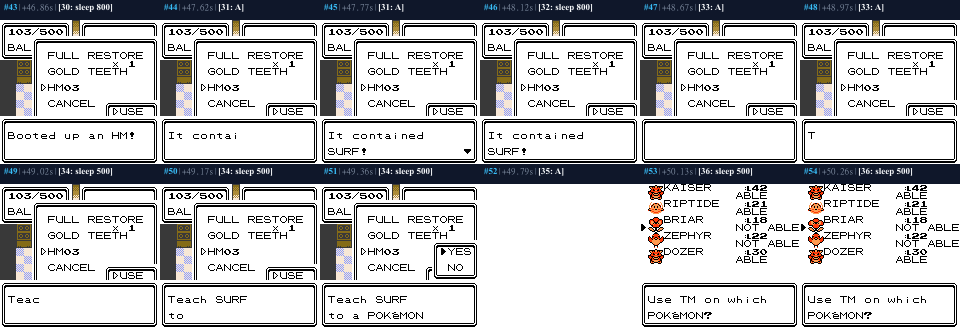 #43 |+46.86s| [30: sleep 800]
103/500
BAL
FULL RESTORE
× 1
GOLD TEETH
▷HM03
CANCEL
▷USE
Booted up an HM!
#44 |+47.62s| [31: A]
103/500
BAL
FULL RESTORE
× 1
GOLD TEETH
▷HM03
CANCEL
▷USE
It contai
#45 |+47.77s| [31: A]
103/500
BAL
FULL RESTORE
× 1
GOLD TEETH
▷HM03
CANCEL
▷USE
It contained
SURF!
#46 |+48.12s| [32: sleep 800]
103/500
BAL
FULL RESTORE
× 1
GOLD TEETH
▷HM03
CANCEL
▷USE
It contained
SURF!
#47 |+48.67s| [33: A]
103/500
BAL
FULL RESTORE
× 1
GOLD TEETH
▷HM03
CANCEL
▷USE
#48 |+48.97s| [33: A]
103/500
BAL
FULL RESTORE
× 1
GOLD TEETH
▷HM03
CANCEL
▷USE
T
#49 |+49.02s| [34: sleep 500]
103/500
BAL
FULL RESTORE
× 1
GOLD TEETH
▷HM03
CANCEL
▷USE
Teac
#50 |+49.17s| [34: sleep 500]
103/500
BAL
FULL RESTORE
× 1
GOLD TEETH
▷HM03
CANCEL
▷USE
Teach SURF
to
#51 |+49.36s| [34: sleep 500]
103/500
BAL
FULL RESTORE
× 1
GOLD TEETH
▷HM03
CANCEL
▶YES
NO
Teach SURF
to a POKéMON
#52 |+49.79s| [35: A]
#53 |+50.13s| [36: sleep 500]
KAISER :L42
ABLE
RIPTIDE :L21
ABLE
BRIAR :L18
NOT ABLE
ZEPHYR :L22
NOT ABLE
DOZER :L30
ABLE
Use TM on which
POKéMON?
#54 |+50.26s| [36: sleep 500]
KAISER :L42
ABLE
RIPTIDE :L21
ABLE
BRIAR :L18
NOT ABLE
ZEPHYR :L22
NOT ABLE
DOZER :L30
ABLE
Use TM on which
POKéMON?